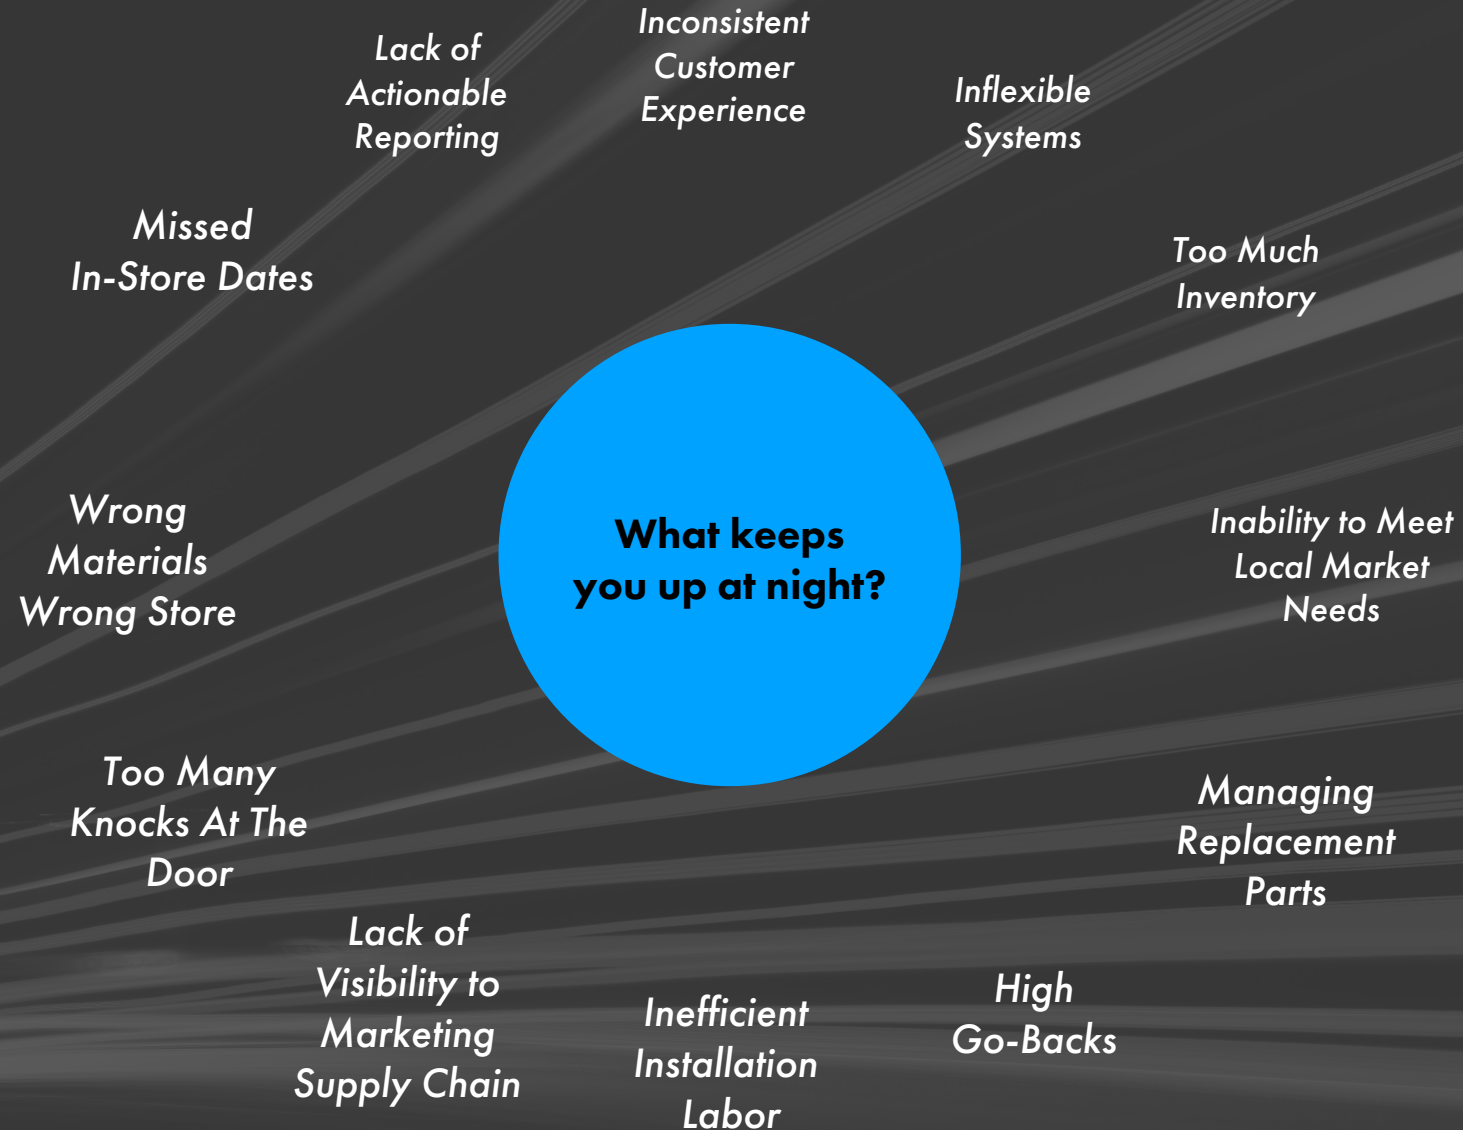 Inconsistent
Customer
Experience
Lack of
Actionable
Reporting
Inflexible
Systems
Missed
In-Store Dates
Too Much
Inventory
What keeps
you up at night?
Wrong
Materials
Wrong Store
Inability to Meet
Local Market
Needs
Too Many
Knocks At The
Door
Managing
Replacement
Parts
Lack of
Visibility to
Marketing
Supply Chain
Inefficient
Installation
Labor
High
Go-Backs